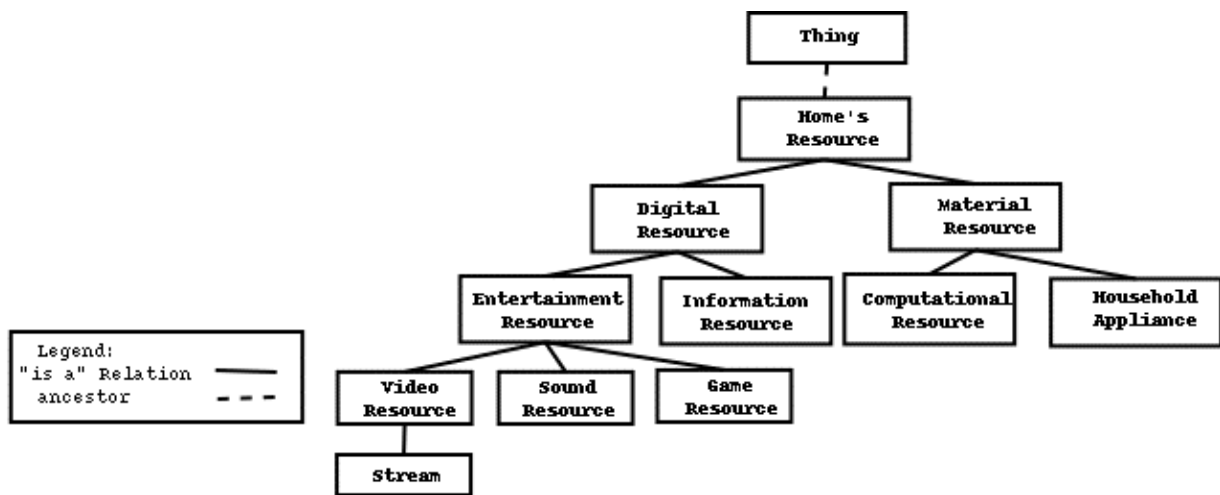 Thing
Home's
Resource
Digital
Resource
Material
Resource
Entertainment
Resource
Information
Resource
Computational
Resource
Household
Appliance
Legend:
"is a" Relation
ancestor
Video
Resource
Sound
Resource
Game
Resource
Stream